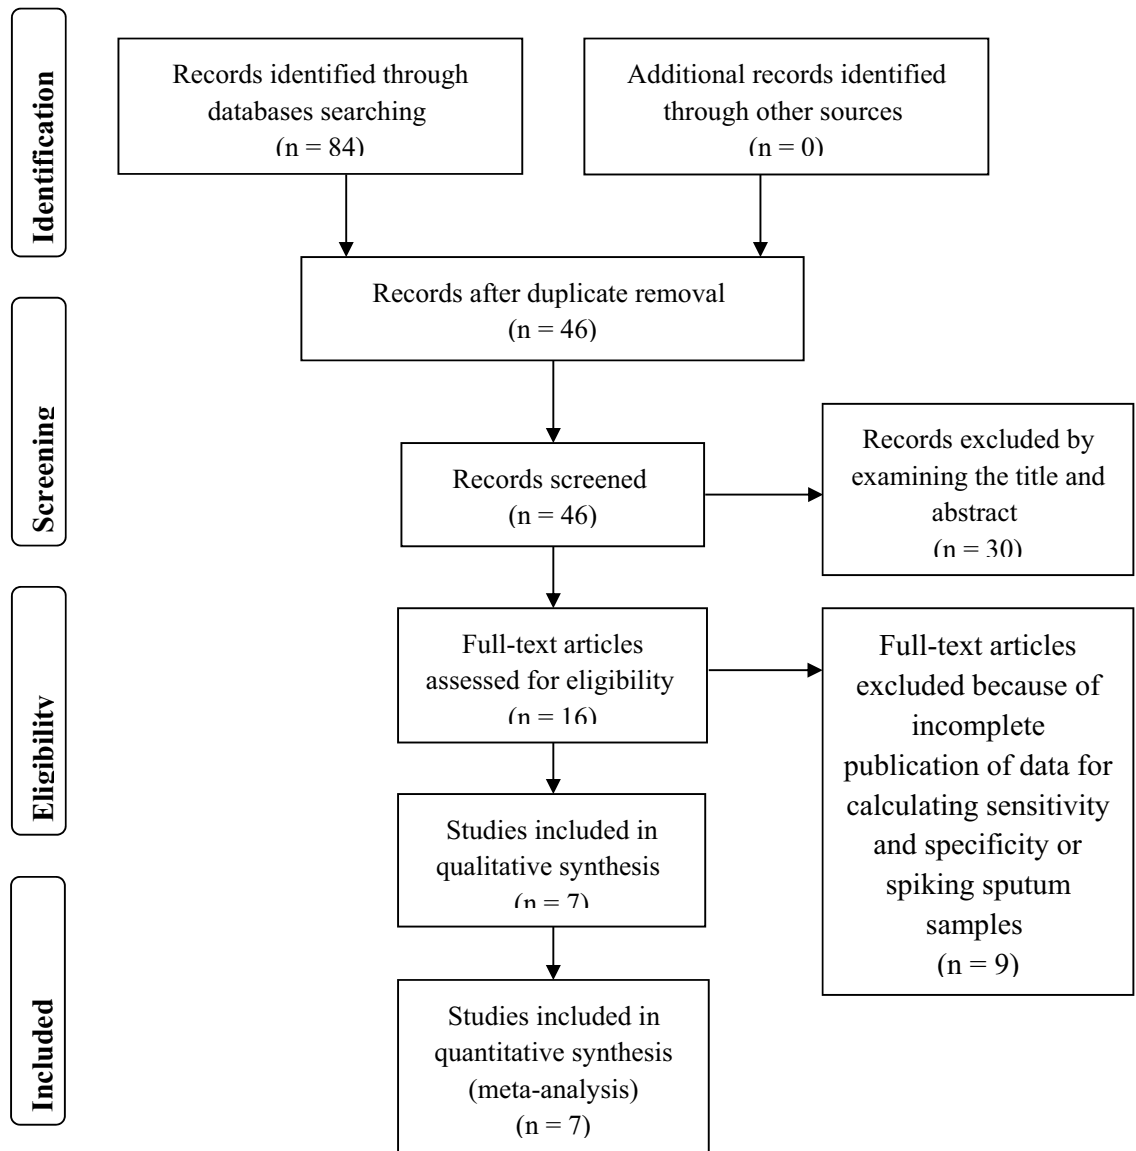 Identification
Records identified through
databases searching
(n = 84)
Additional records identified
through other sources
(n = 0)
Records after duplicate removal
(n = 46)
Screening
Records screened
(n = 46)
Records excluded by
examining the title and
abstract
(n = 30)
Eligibility
Full-text articles
assessed for eligibility
(n = 16)
Full-text articles
excluded because of
incomplete
publication of data for
calculating sensitivity
and specificity or
spiking sputum
samples
(n = 9)
Studies included in
qualitative synthesis
(n = 7)
Included
Studies included in
quantitative synthesis
(meta-analysis)
(n = 7)